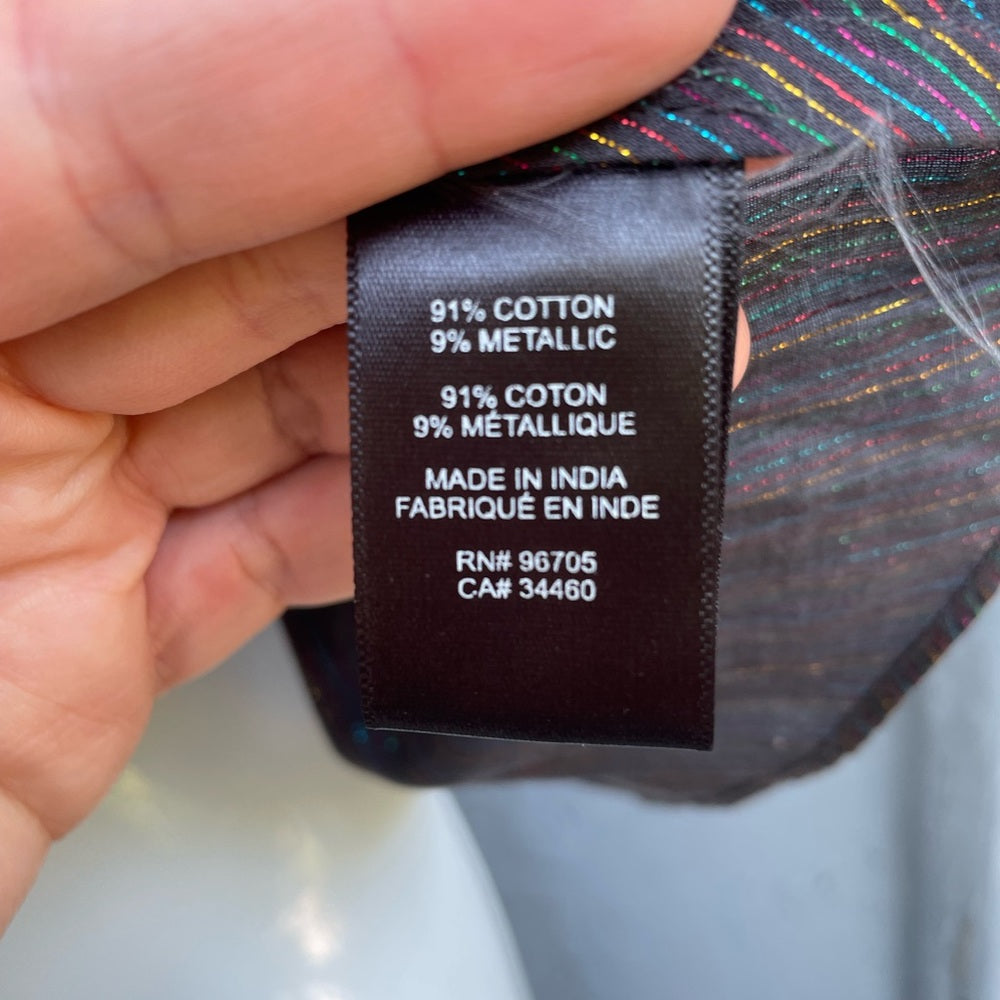 91% COTTON
9% METALLIC
91% COTON
9% MÉTALLIQUE
MADE IN INDIA
FABRIQUÉ EN INDE
RN# 96705
CA# 34460